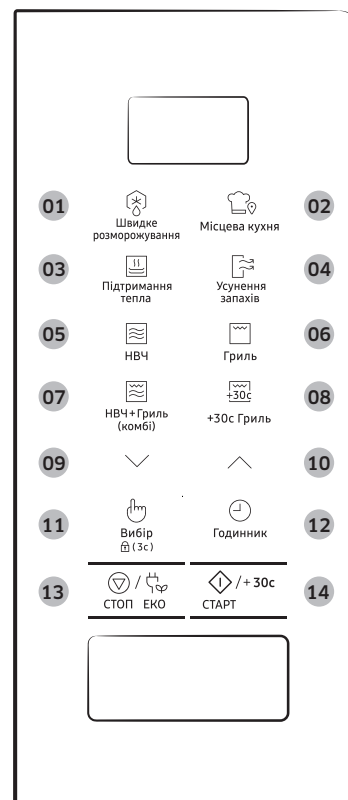 01
Швидке
розморожування
Місцева кухня
02
03
Підтримання
тепла
Усунення
запахів
04
05
НВЧ
Гриль
06
07
НВЧ+Гриль
(комбі)
+30с
+30с Гриль
08
09
10
11
Вибір
(3с)
Годинник
12
13
/
СТОП ЕКО
/+30с
СТАРТ
14